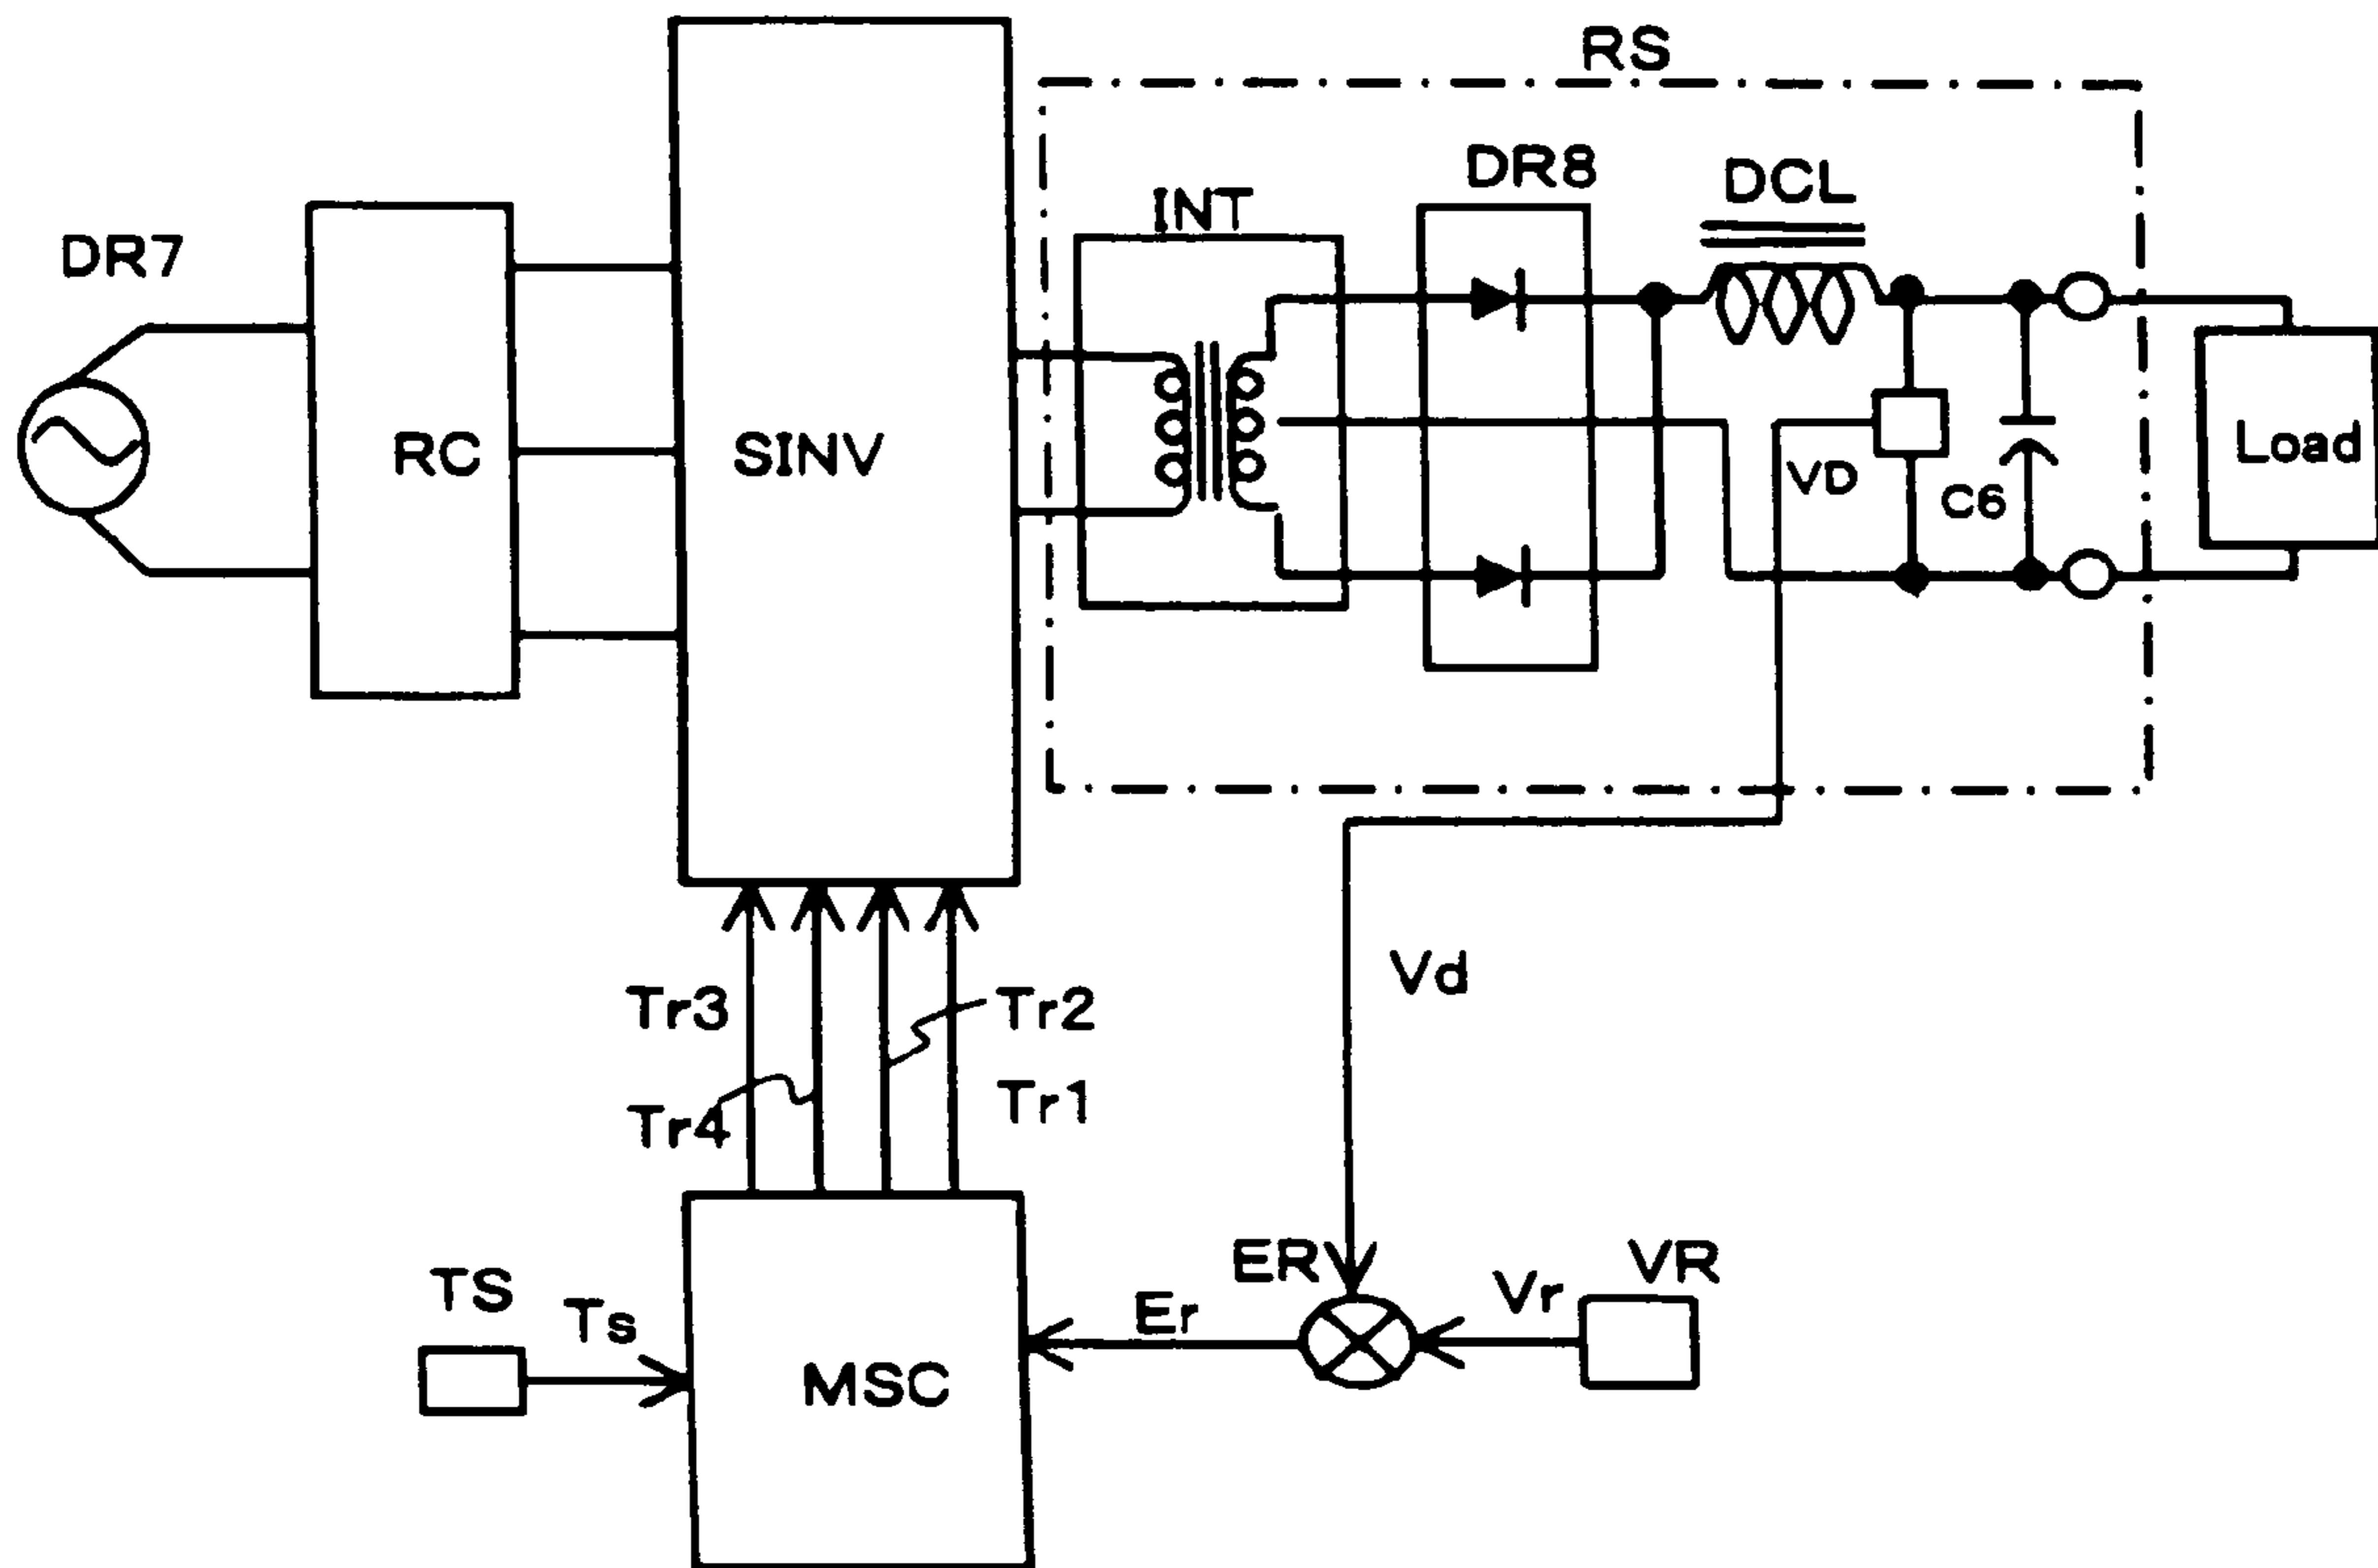 RS
DR8
DCL
INT
DR7
RC
SINV
VD
C6
Load
Vd
Tr3
Tr2
Tr4
Tr1
ER
VR
Vr
TS
Ts
Er
MSC